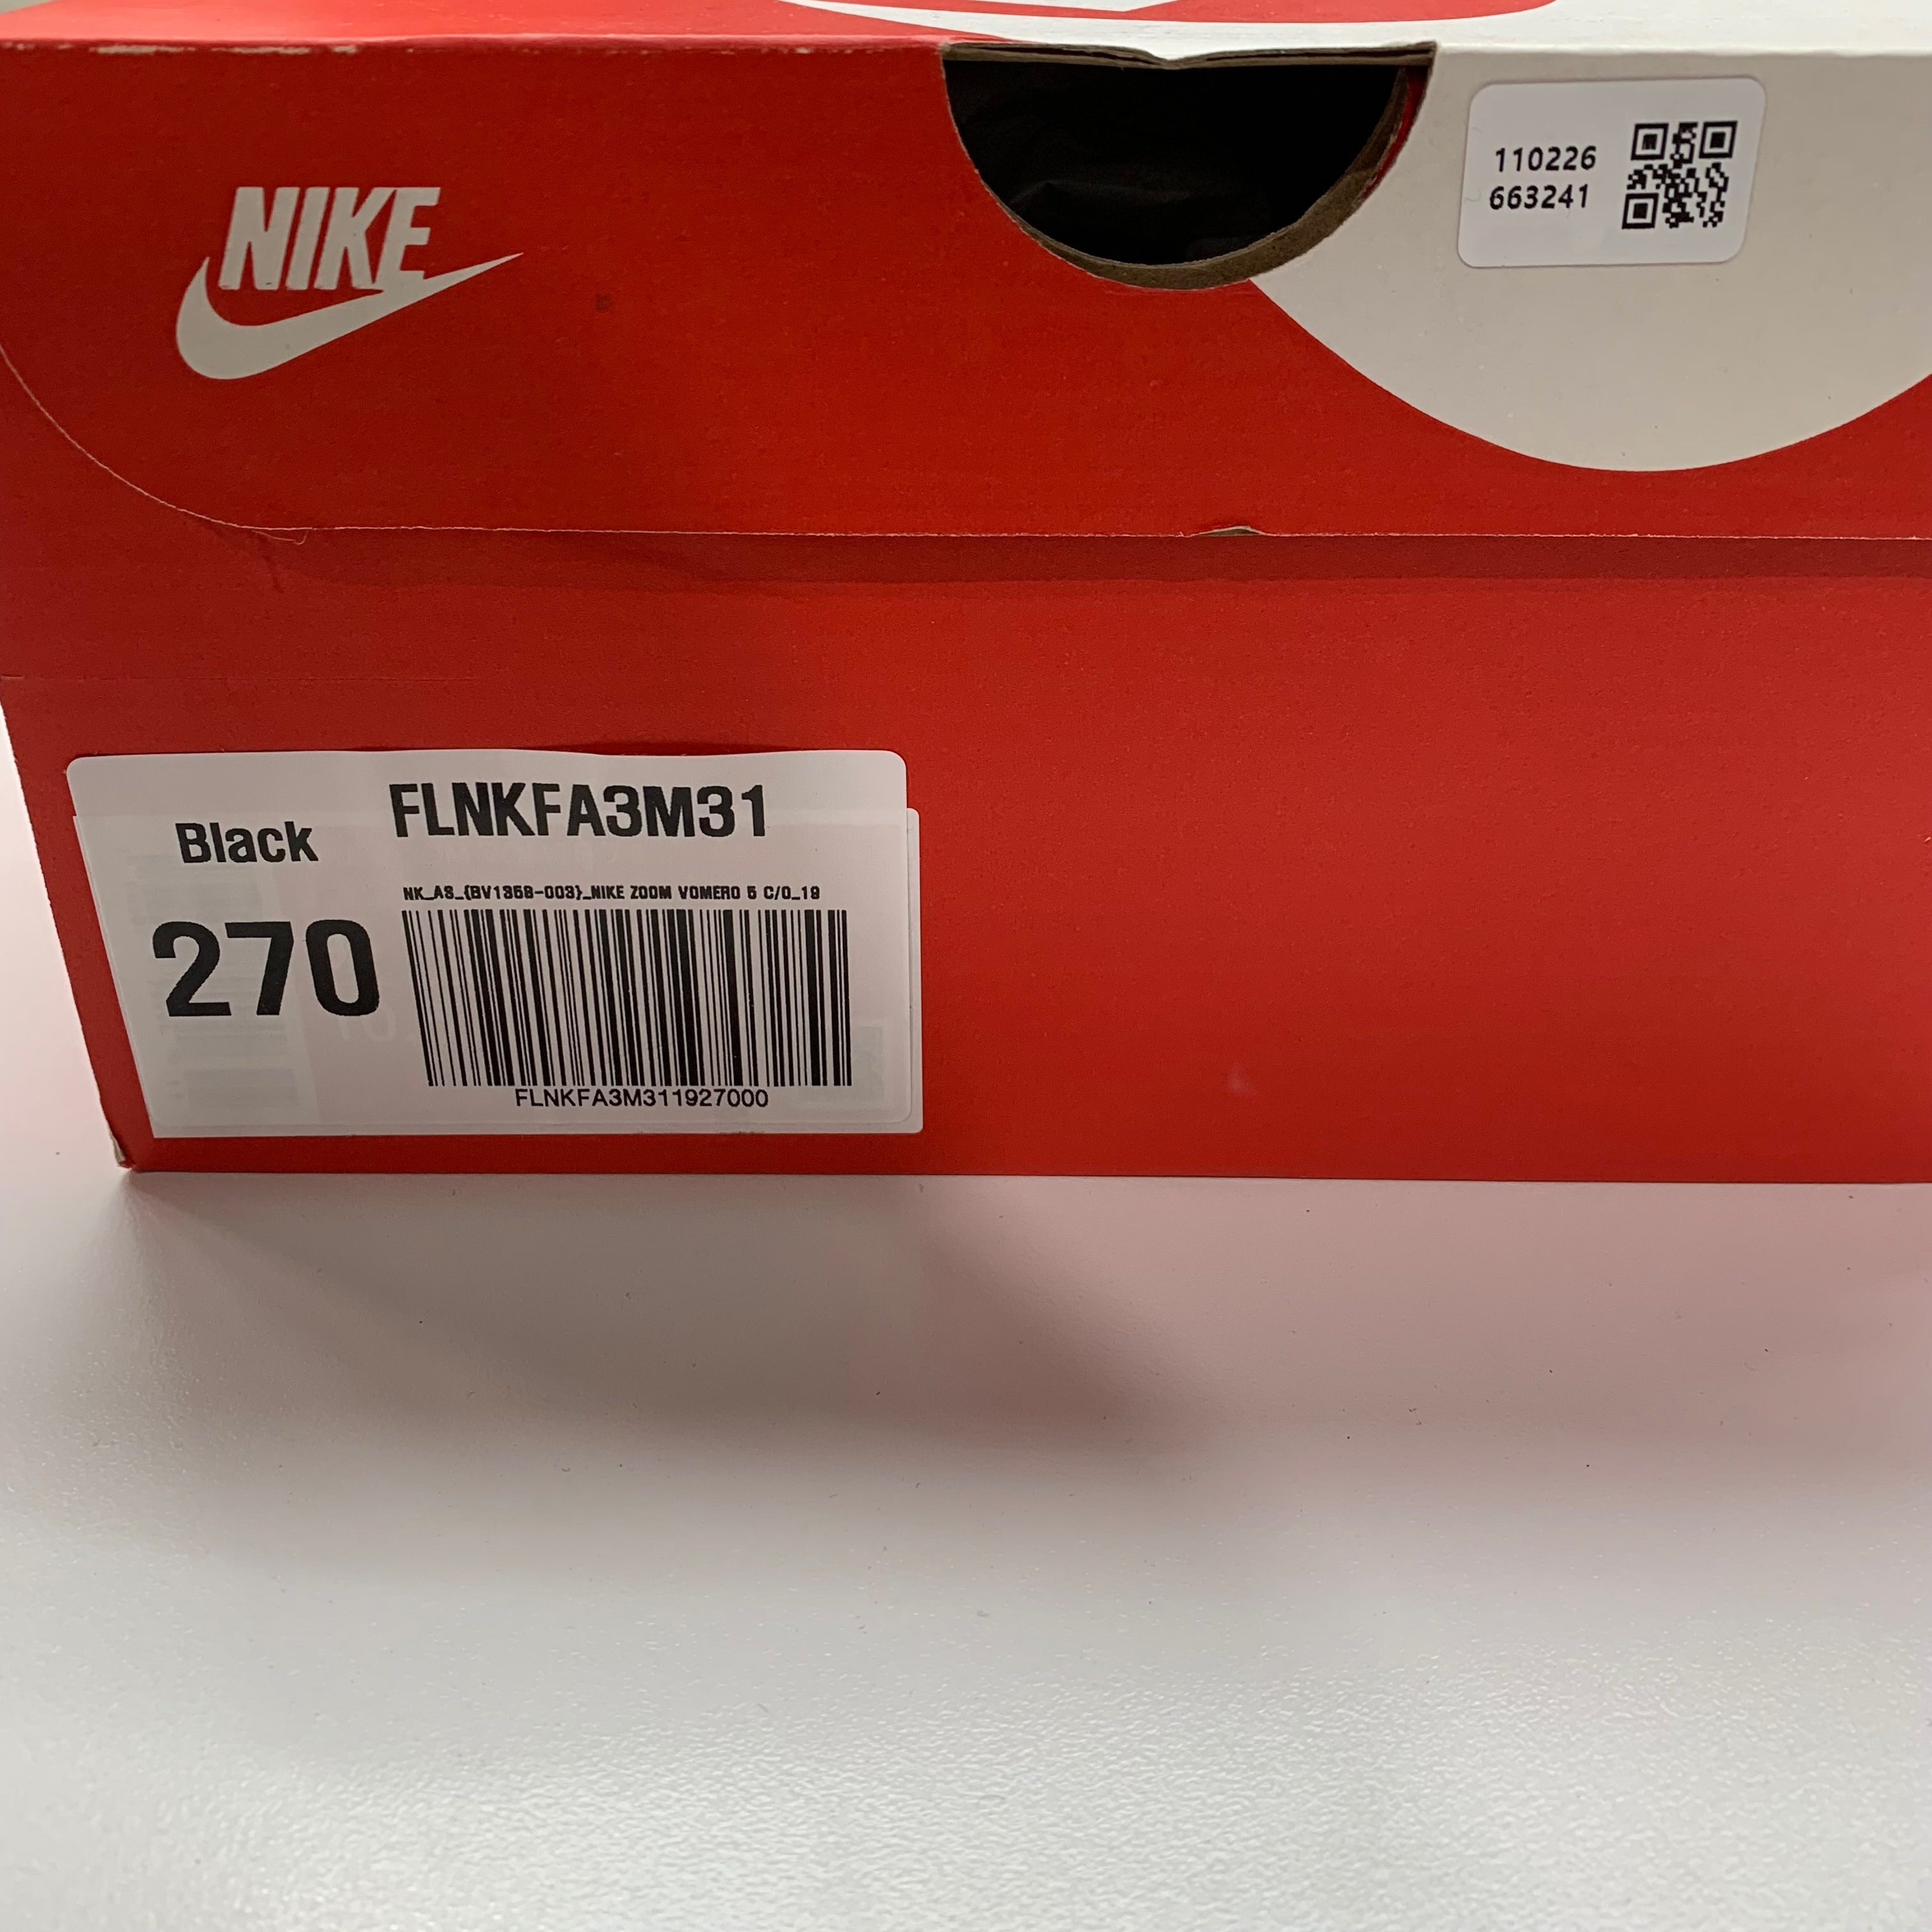 NIKE
110226
663241
Black
FLNKFA3M31
NK_AS_{BV1358-003}_NIKE ZOOM VOMERO 5 C/O_19
270
FLNKFA3M311927000